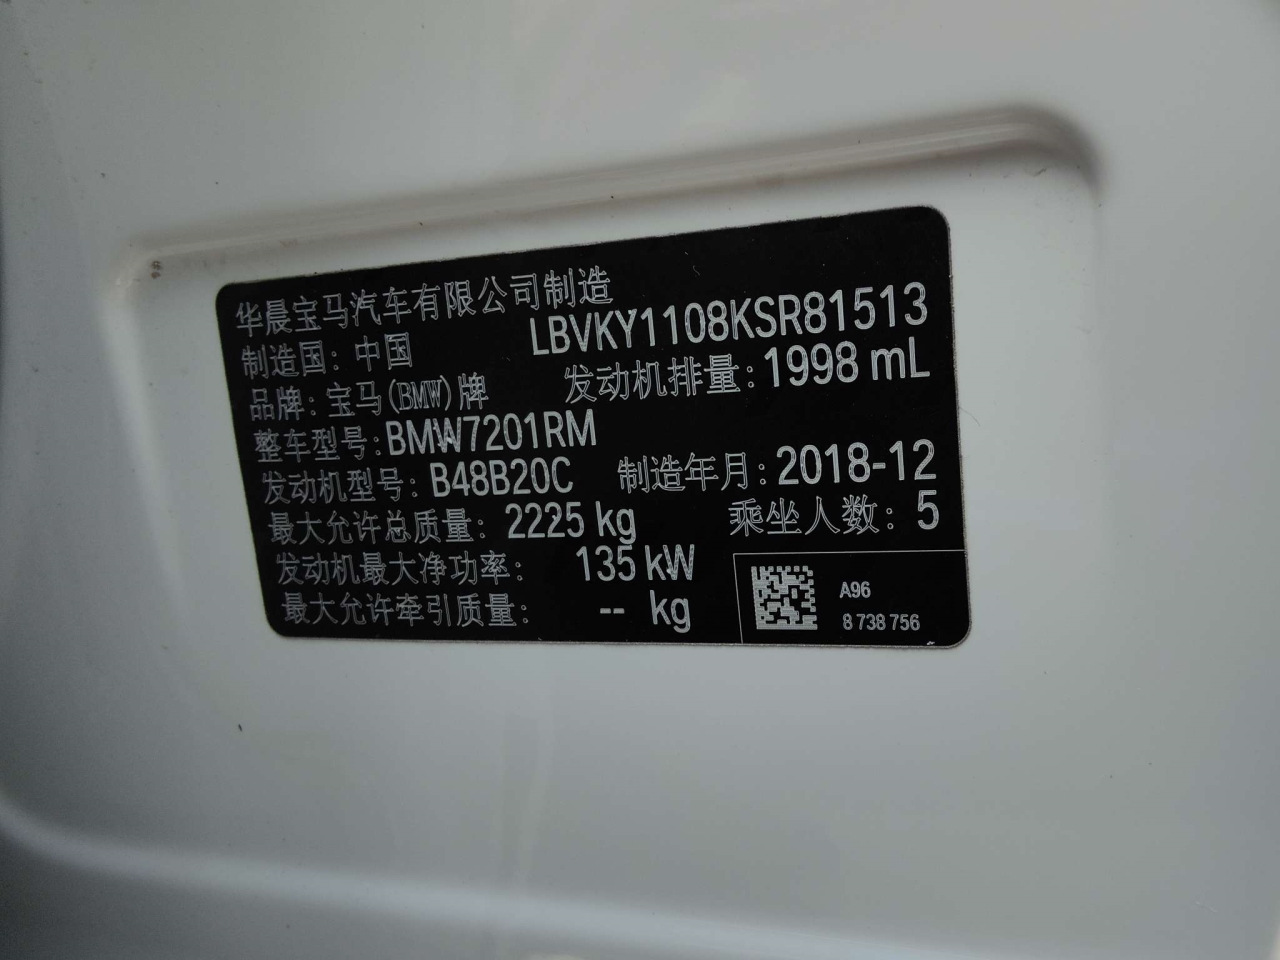 华晨宝马汽车有限公司制造
LBVKY1108KSR81513
制造国：中国
发动机排量：1998 mL
品牌：宝马(BMW)牌
整车型号：BMW7201RM
发动机型号：B48B20C 制造年月：2018-12
最大允许总质量：2225 kg 乘坐人数：5
发动机最大净功率：135 kW
最大允许牵引质量：-- kg
A96
8 738 756